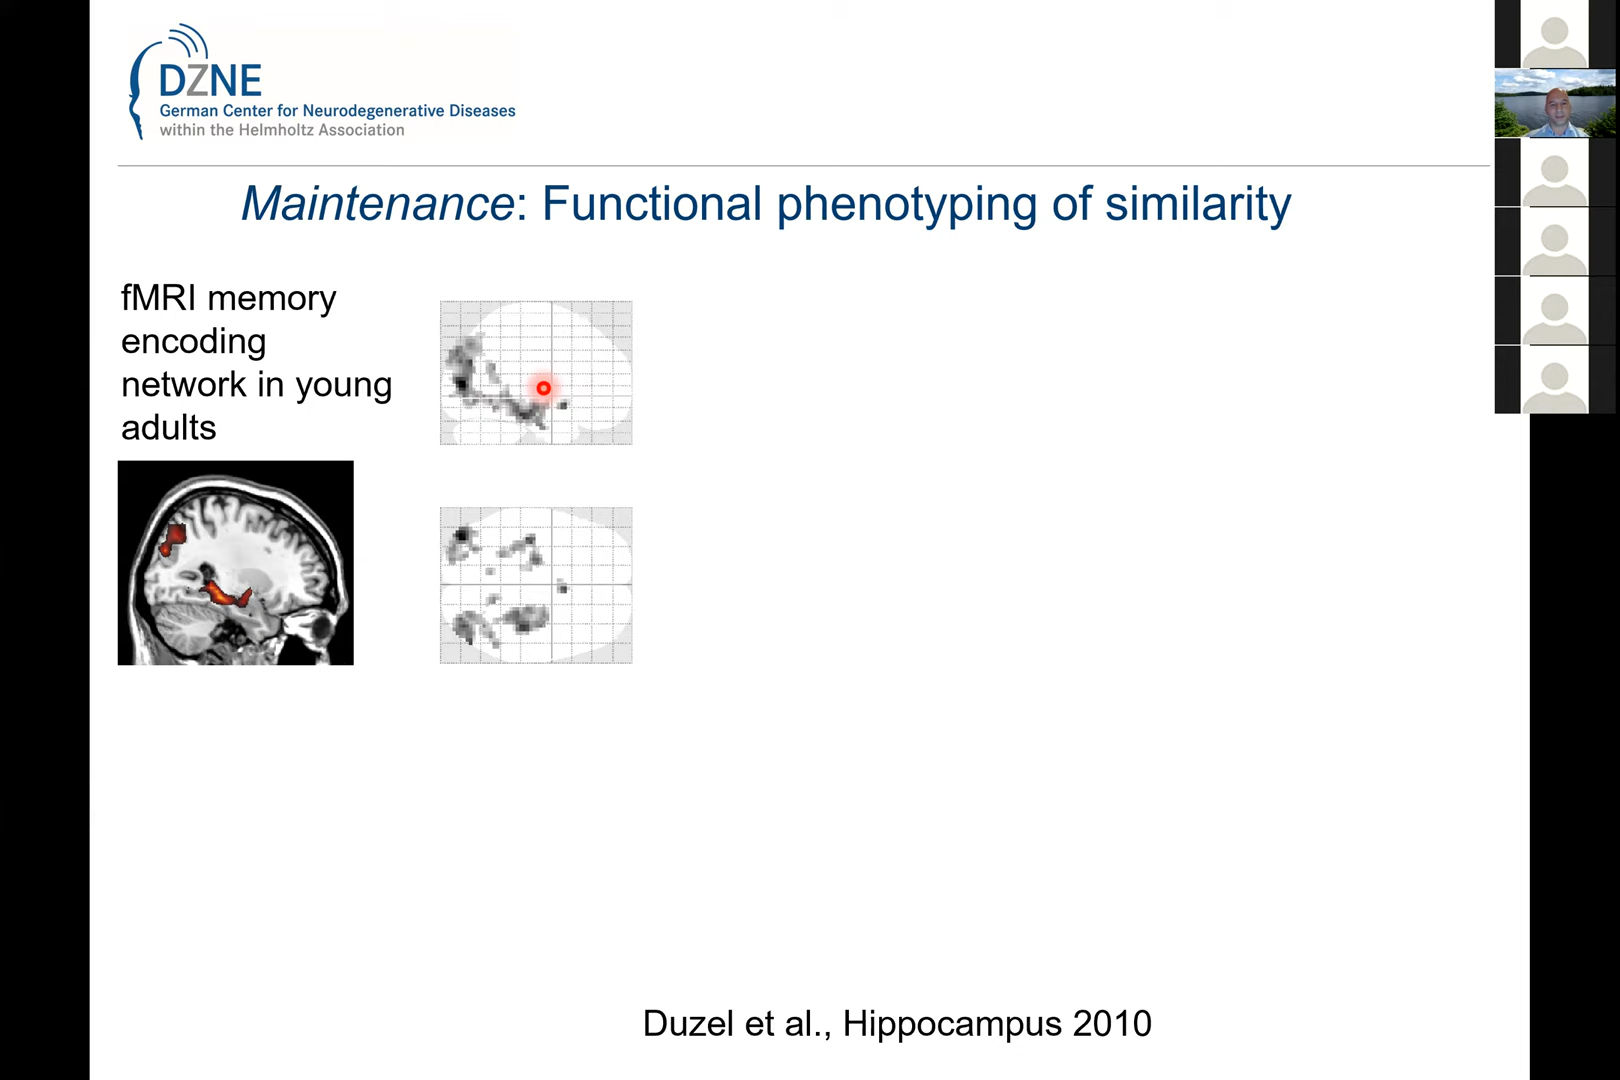 DZNE
German Center for Neurodegenerative Diseases
within the Helmholtz Association
Maintenance: Functional phenotyping of similarity
fMRI memory
encoding
network in young
adults
Duzel et al., Hippocampus 2010